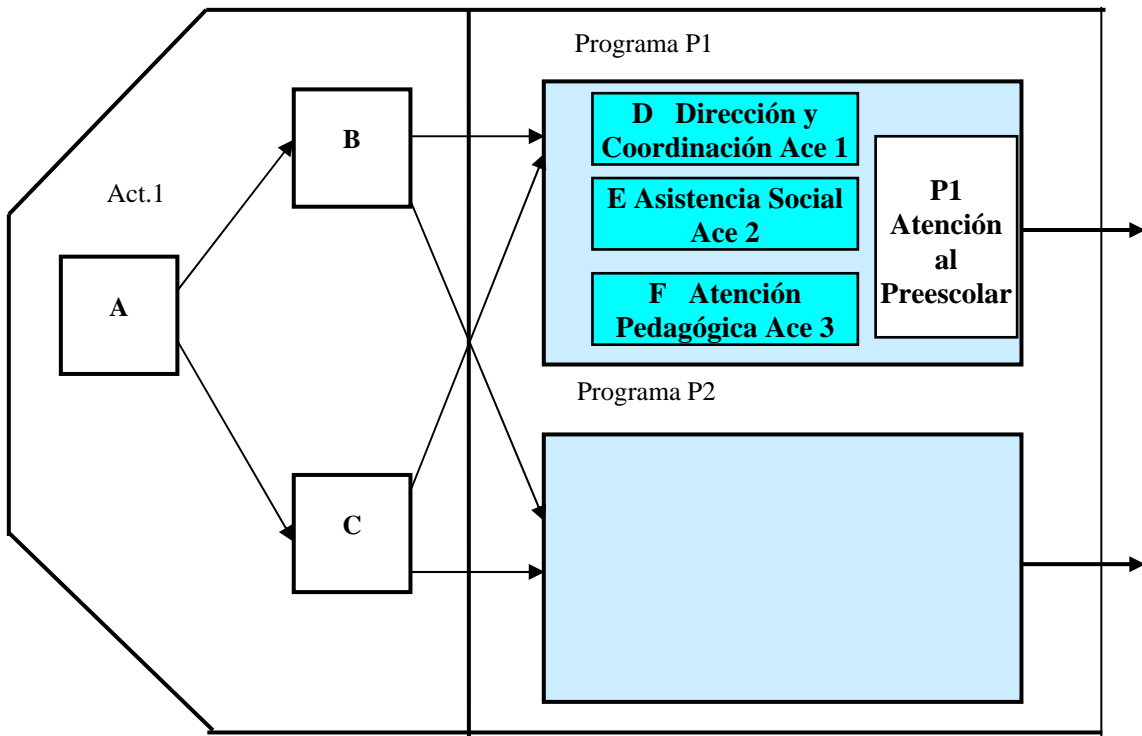 Programa P1
D Dirección y
Coordinación Ace 1
B
P1
Atención
al
Preescolar
Act.1
E Asistencia Social
Ace 2
A
F Atención
Pedagógica Ace 3
Programa P2
C